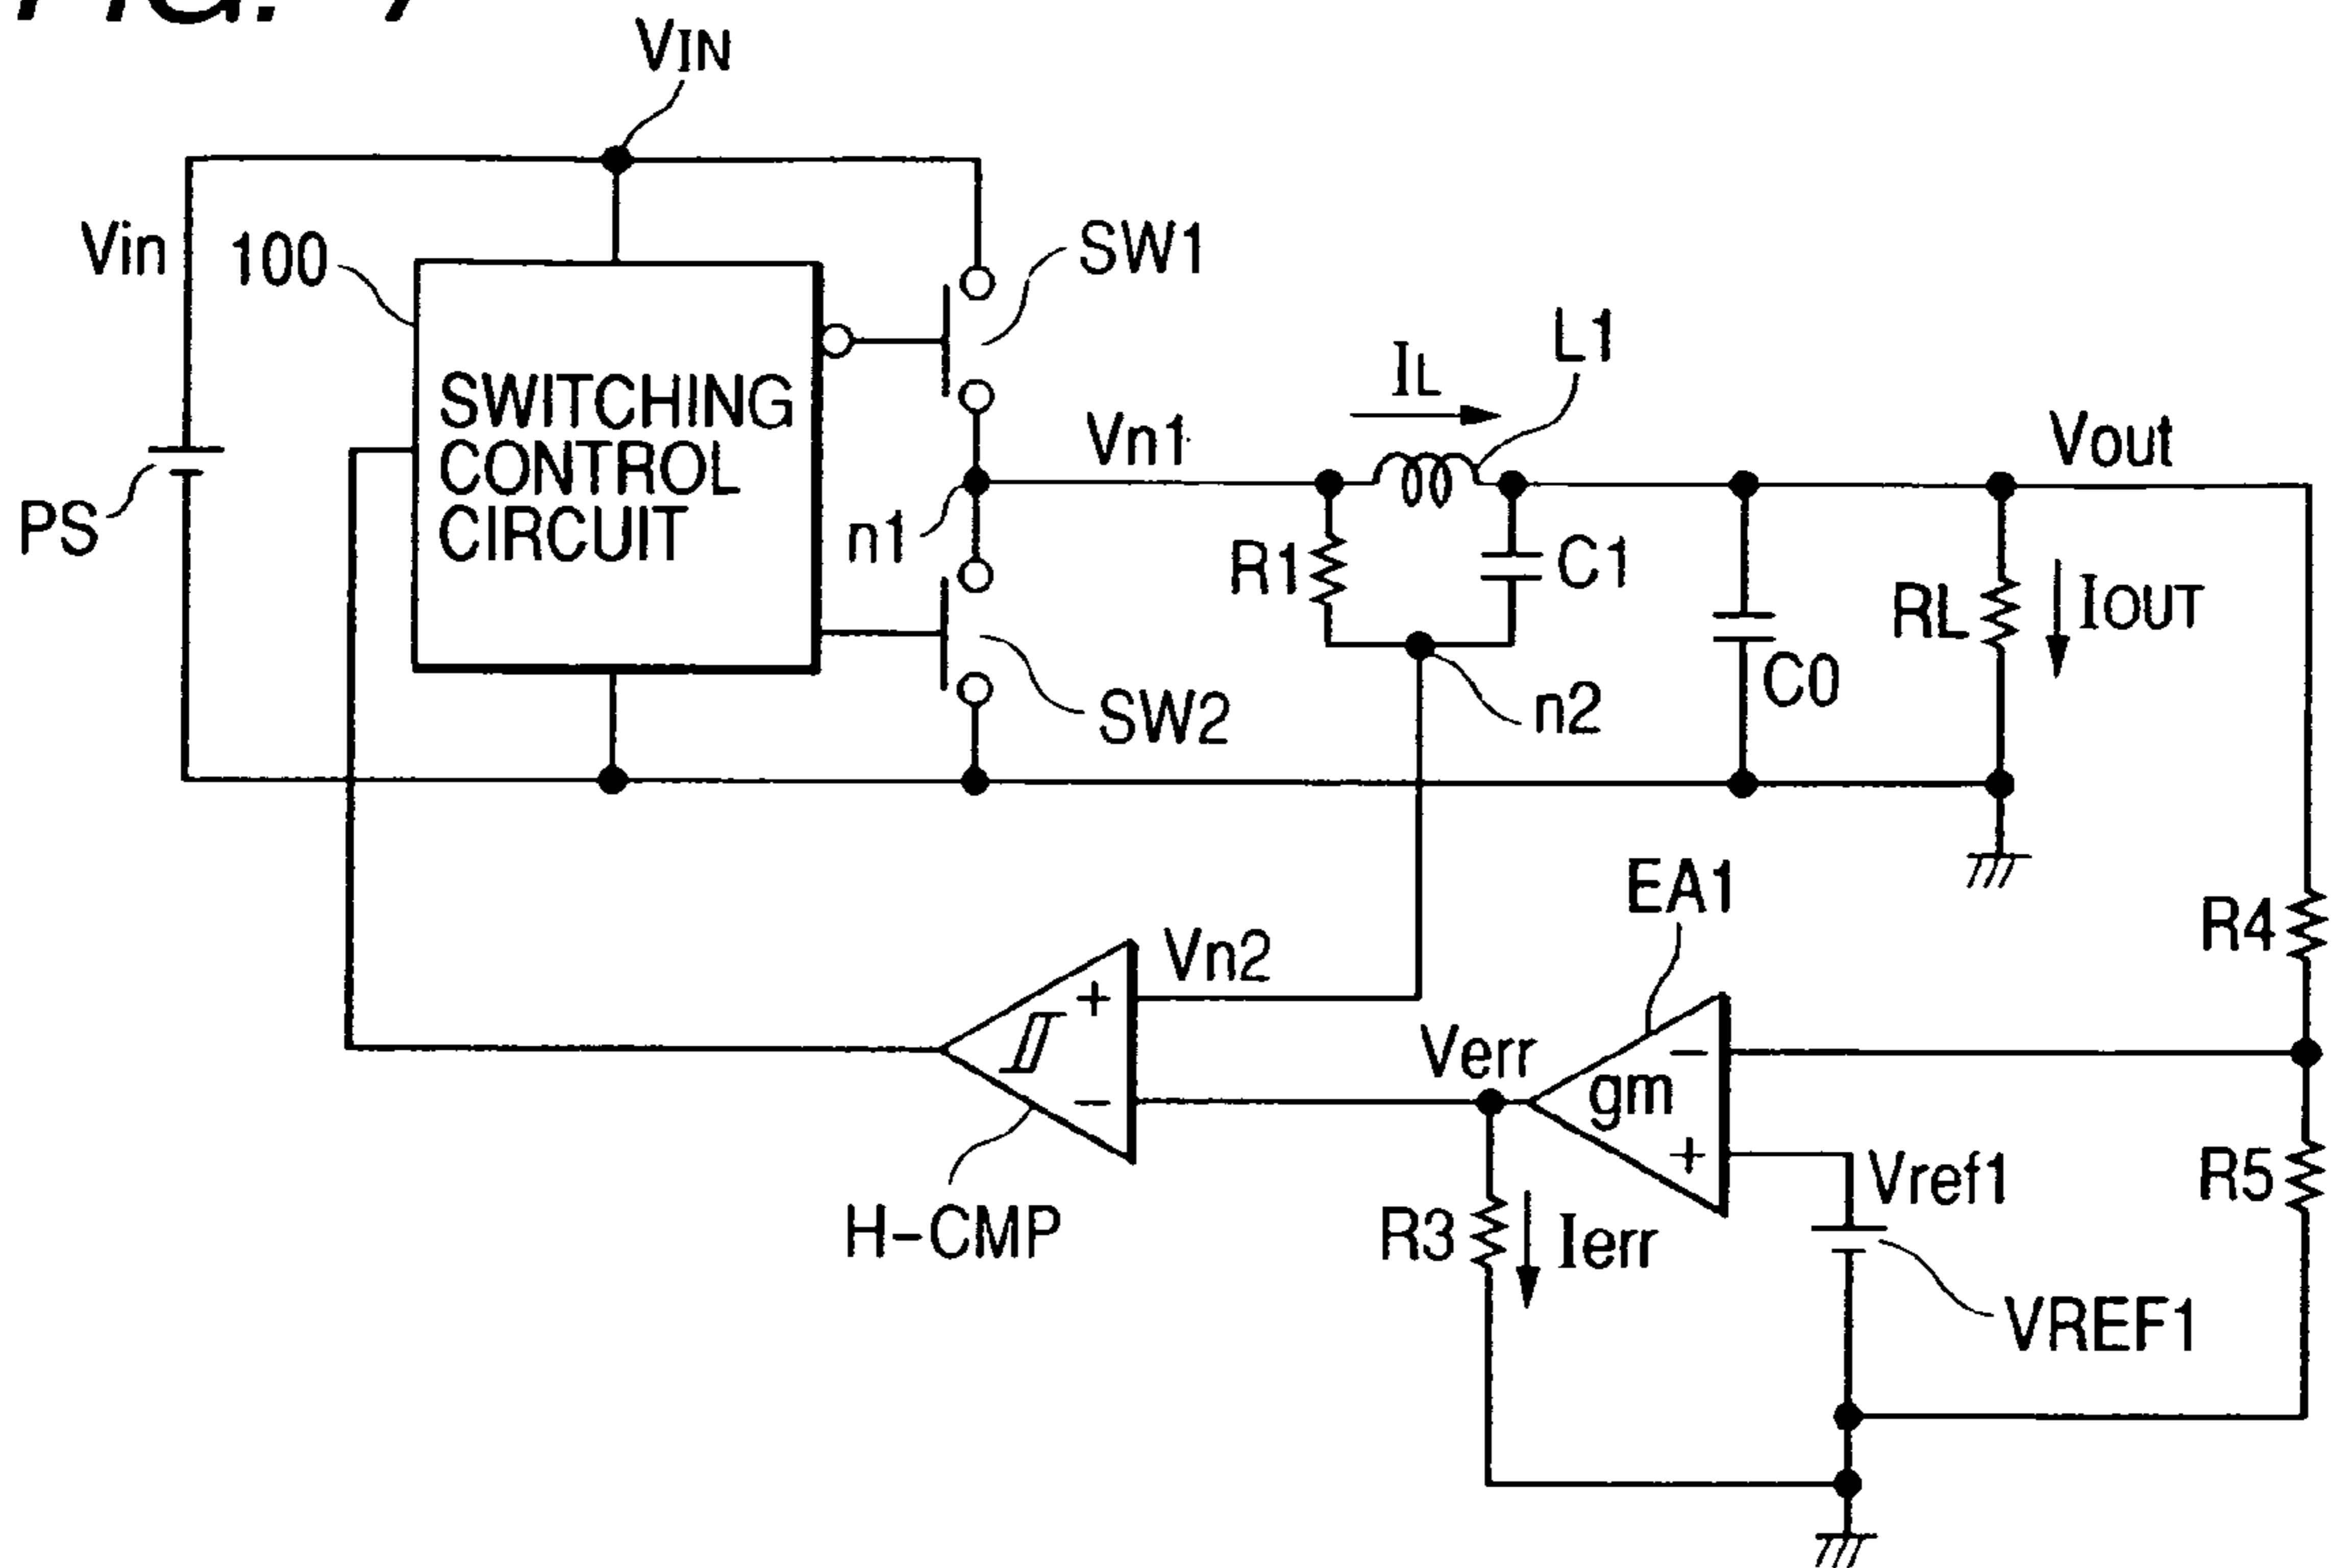 VIN
Vin
100
SW1
SWITCHING
CONTROL
CIRCUIT
PS
n1
Vn1
IL
L1
Vout
R1
C1
RL
IOUT
C0
n2
SW2
EA1
R4
Vn2
+
−
Verr
gm
−
+
Vref1
R5
H-CMP
R3
Ierr
VREF1